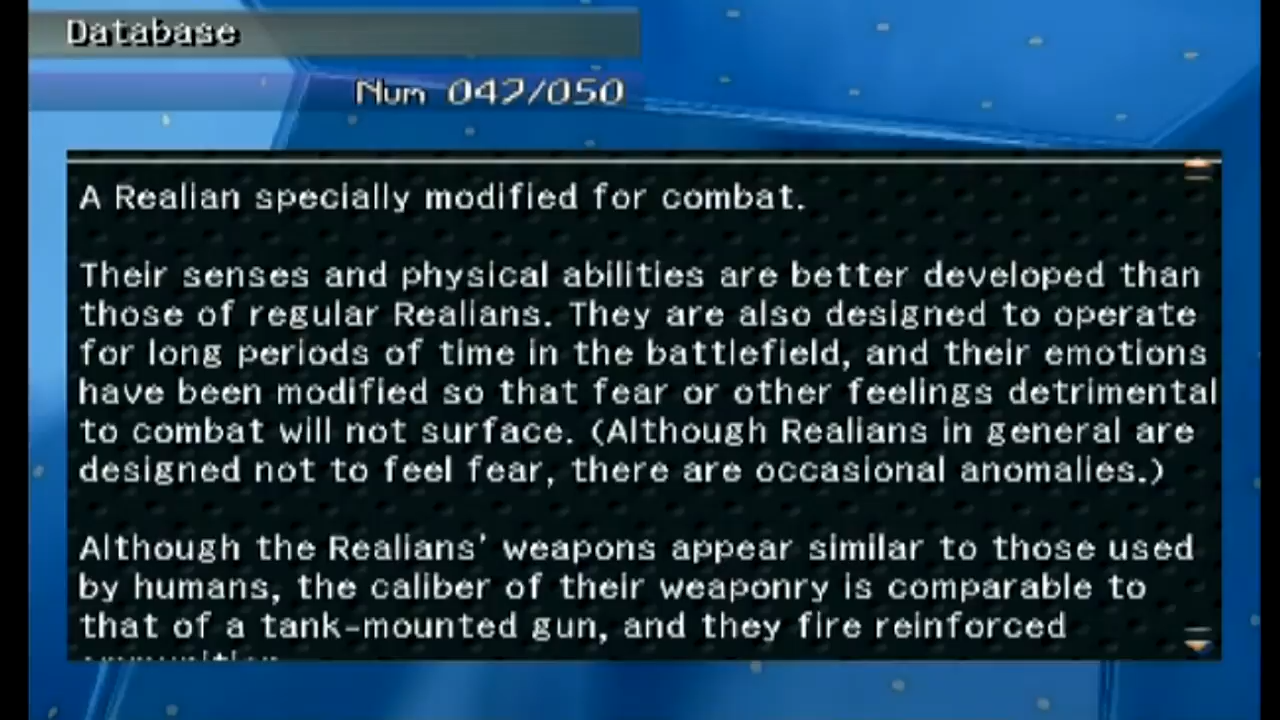 Database
Num 042/050
A Realian specially modified for combat.
Their senses and physical abilities are better developed than
those of regular Realians. They are also designed to operate
for long periods of time in the battlefield, and their emotions
have been modified so that fear or other feelings detrimental
to combat will not surface. (Although Realians in general are
designed not to feel fear, there are occasional anomalies.)
Although the Realians' weapons appear similar to those used
by humans, the caliber of their weaponry is comparable to
that of a tank-mounted gun, and they fire reinforced